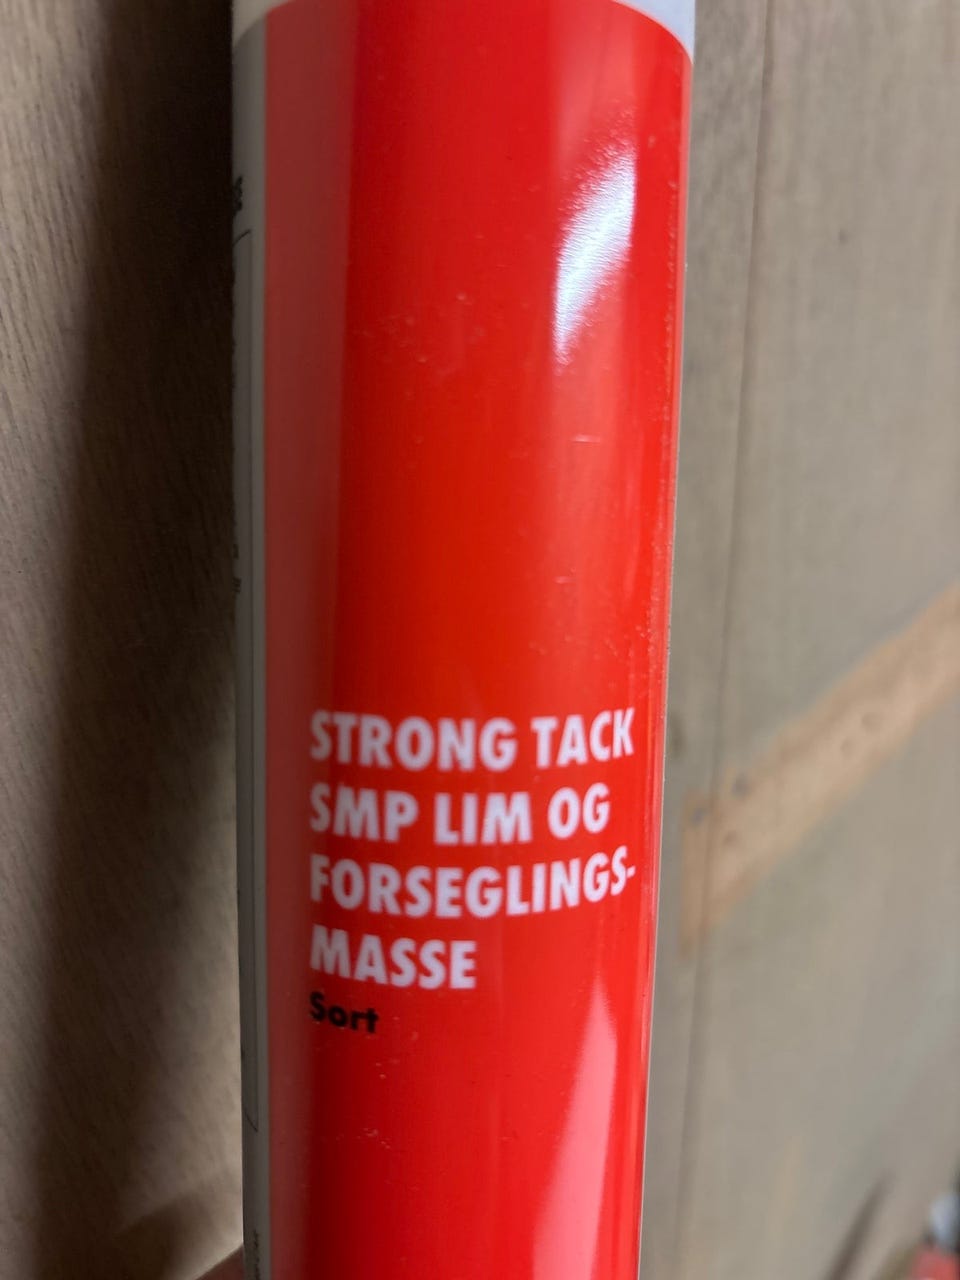 STRONG TACK
SMP LIM OG
FORSEGLINGS-
MASSE
Sort